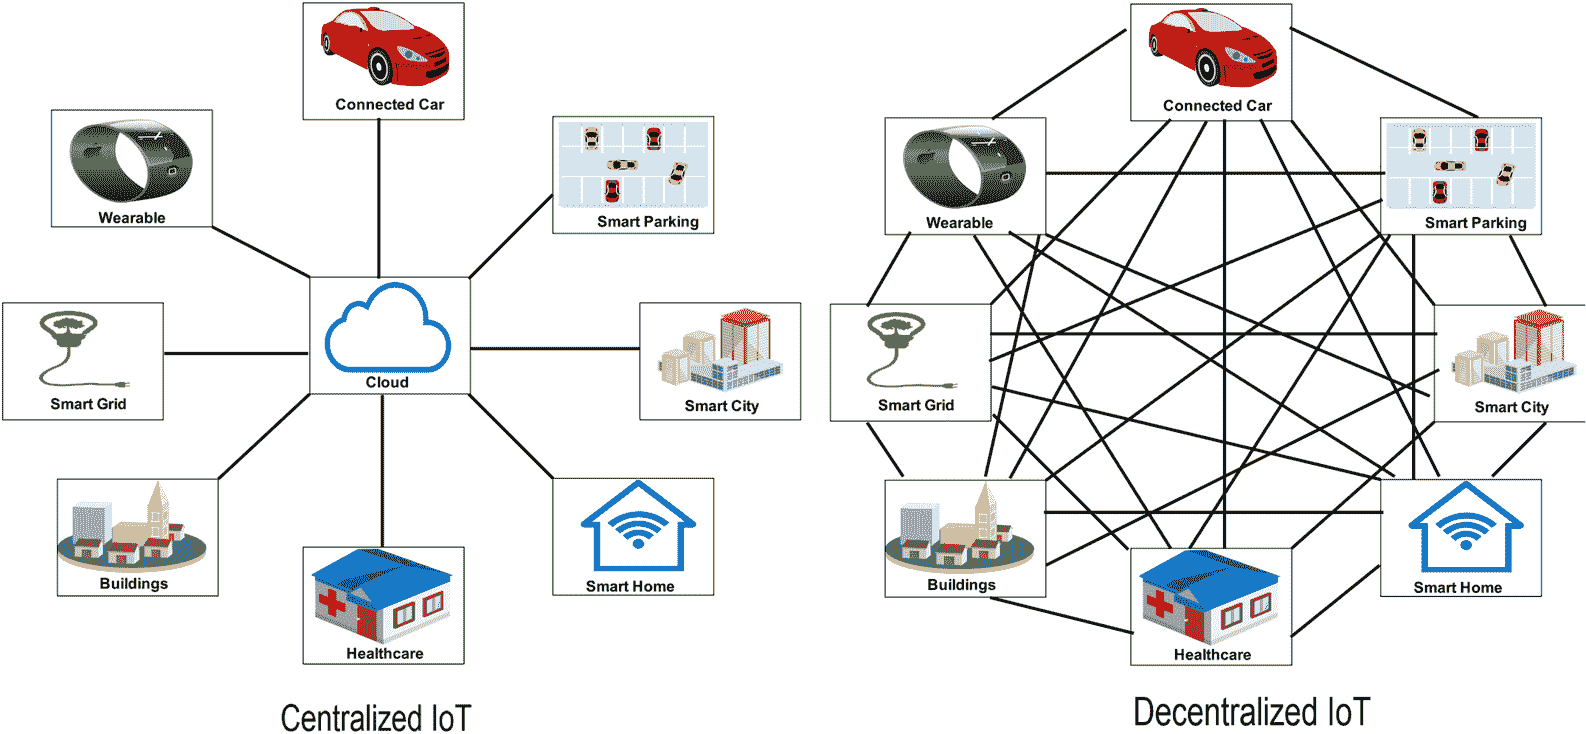 Connected Car
Wearable
Smart Parking
Cloud
Smart Grid
Smart City
Buildings
Smart Home
Healthcare
Centralized IoT
Connected Car
Wearable
Smart Parking
Smart Grid
Smart City
Buildings
Smart Home
Healthcare
Decentralized IoT